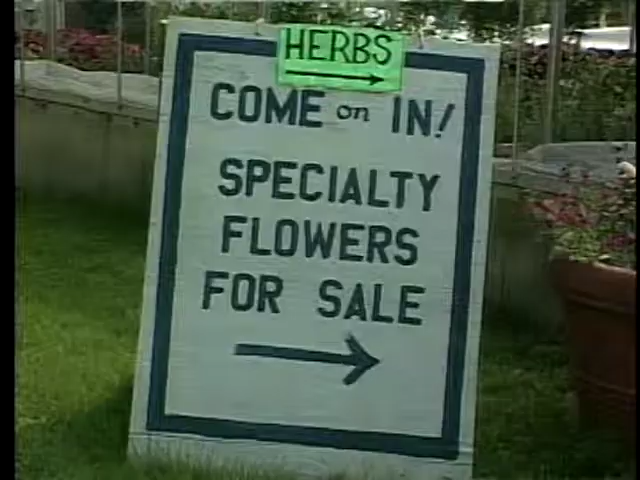 HERBS
COME on IN!
SPECIALTY
FLOWERS
FOR SALE